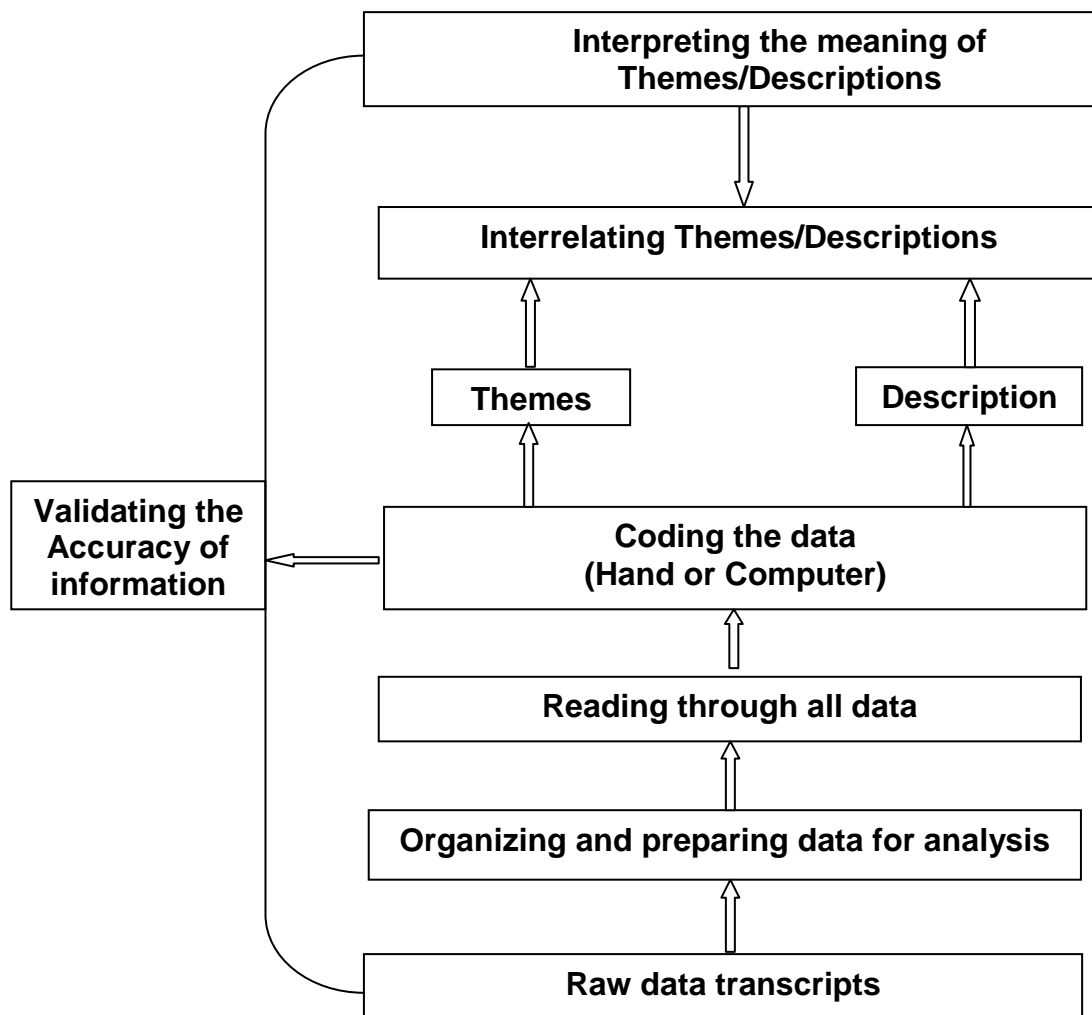 Interpreting the meaning of
Themes/Descriptions
Interrelating Themes/Descriptions
Themes
Description
Validating the
Accuracy of
information
Coding the data
(Hand or Computer)
Reading through all data
Organizing and preparing data for analysis
Raw data transcripts